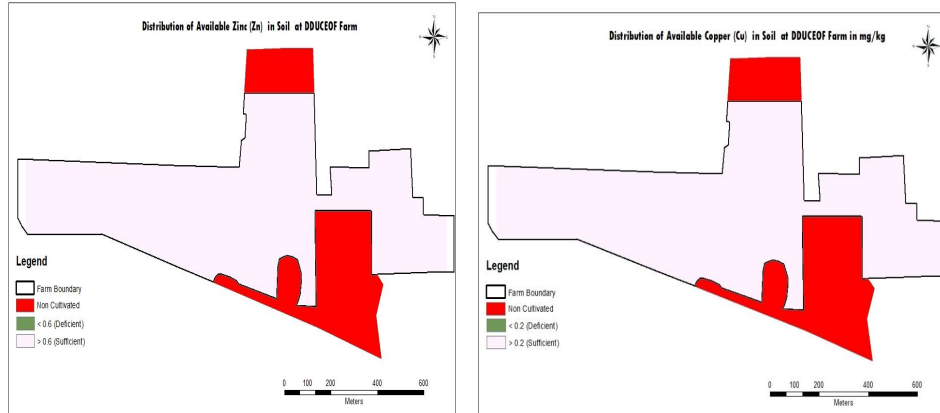 Distribution of Available Zinc (Zn) in Soil at DDUCEOF Farm
Legend
Farm Boundary
Non Cultivated
< 0.6 (Deficient)
> 0.6 (Sufficient)
0 100 200 400 600
Meters
Distribution of Available Copper (Cu) in Soil at DDUCEOF Farm in mg/kg
Legend
Farm Boundary
Non Cultivated
< 0.2 (Deficient)
> 0.2 (Sufficient)
0 100 200 400 600
Meters